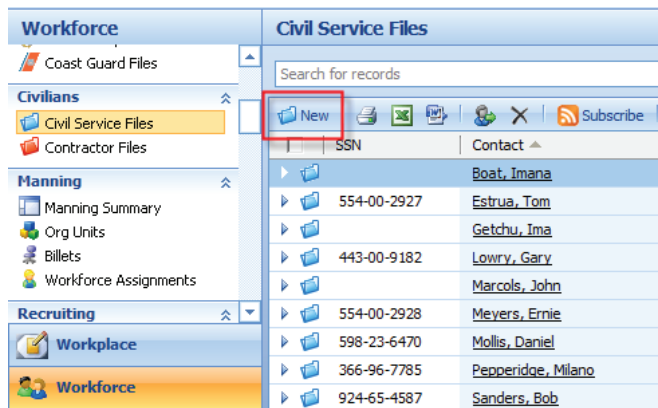 Workforce
Coast Guard Files
Civilians
Civil Service Files
Contractor Files
Manning
Manning Summary
Org Units
Billets
Workforce Assignments
Recruiting
Workplace
Workforce
Civil Service Files
Search for records
New Subscribe
SSN Contact
Boat, Imana
554-00-2927 Estrua, Tom
Getchu, Ima
443-00-9182 Lowry, Gary
Marcols, John
554-00-2928 Meyers, Ernie
598-23-6470 Mollis, Daniel
366-96-7785 Pepperidge, Milano
924-65-4587 Sanders, Bob